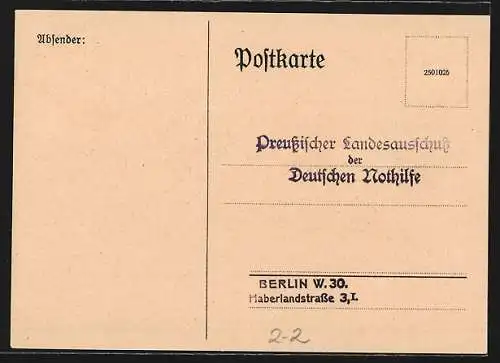 Absender:
Postkarte
2501026
Preußischer Landesausschuß
der
Deutschen Nothilfe
BERLIN W. 30.
Haberlandstraße 3, I.
2-2